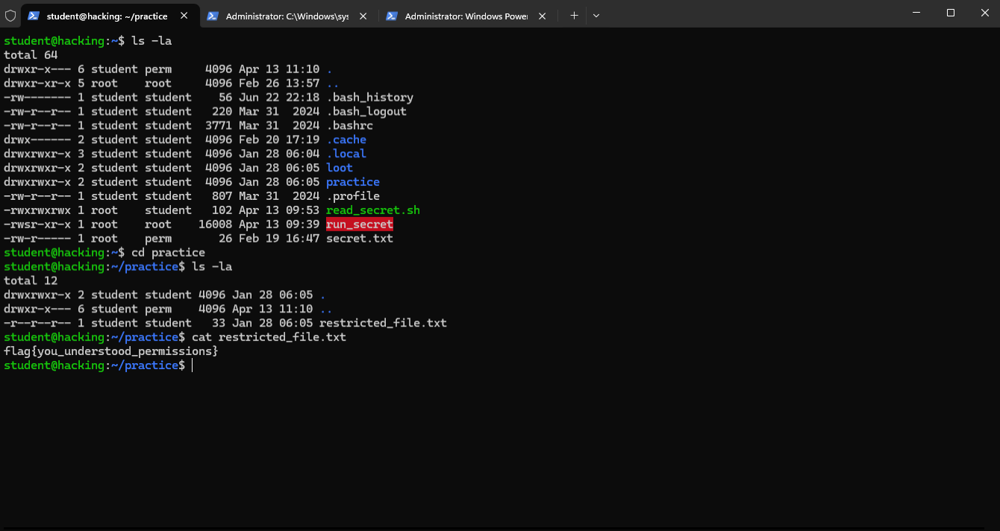 student@hacking: ~/practice
Administrator: C:\Windows\sys
Administrator: Windows Power
student@hacking:~$ ls -la
total 64
drwxr-x--- 6 student perm     4096 Apr 13 11:10 .
drwxr-xr-x 5 root    root     4096 Feb 26 13:57 ..
-rw------- 1 student student    56 Jun 22 22:18 .bash_history
-rw-r--r-- 1 student student   220 Mar 31  2024 .bash_logout
-rw-r--r-- 1 student student  3771 Mar 31  2024 .bashrc
drwx------ 2 student student  4096 Feb 20 17:19 .cache
drwxrwxr-x 3 student student  4096 Jan 28 06:04 .local
drwxrwxr-x 2 student student  4096 Jan 28 06:05 loot
drwxrwxr-x 2 student student  4096 Jan 28 06:05 practice
-rw-r--r-- 1 student student   807 Mar 31  2024 .profile
-rwxrwxrwx 1 root    student   102 Apr 13 09:53 read_secret.sh
-rwsr-xr-x 1 root    root    16008 Apr 13 09:39 run_secret
-rw-r----- 1 root    perm       26 Feb 19 16:47 secret.txt
student@hacking:~$ cd practice
student@hacking:~/practice$ ls -la
total 12
drwxrwxr-x 2 student student 4096 Jan 28 06:05 .
drwxr-x--- 6 student perm    4096 Apr 13 11:10 ..
-r--r--r-- 1 student student   33 Jan 28 06:05 restricted_file.txt
student@hacking:~/practice$ cat restricted_file.txt
flag{you_understood_permissions}
student@hacking:~/practice$